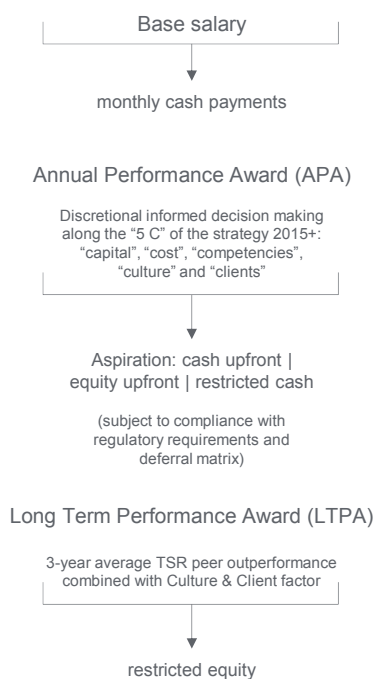 Base salary
monthly cash payments
Annual Performance Award (APA)
Discretional informed decision making
along the “5 C” of the strategy 2015+:
“capital”, “cost”, “competencies”,
“culture” and “clients”
Aspiration: cash upfront |
equity upfront | restricted cash
(subject to compliance with
regulatory requirements and
deferral matrix)
Long Term Performance Award (LTPA)
3-year average TSR peer outperformance
combined with Culture & Client factor
restricted equity